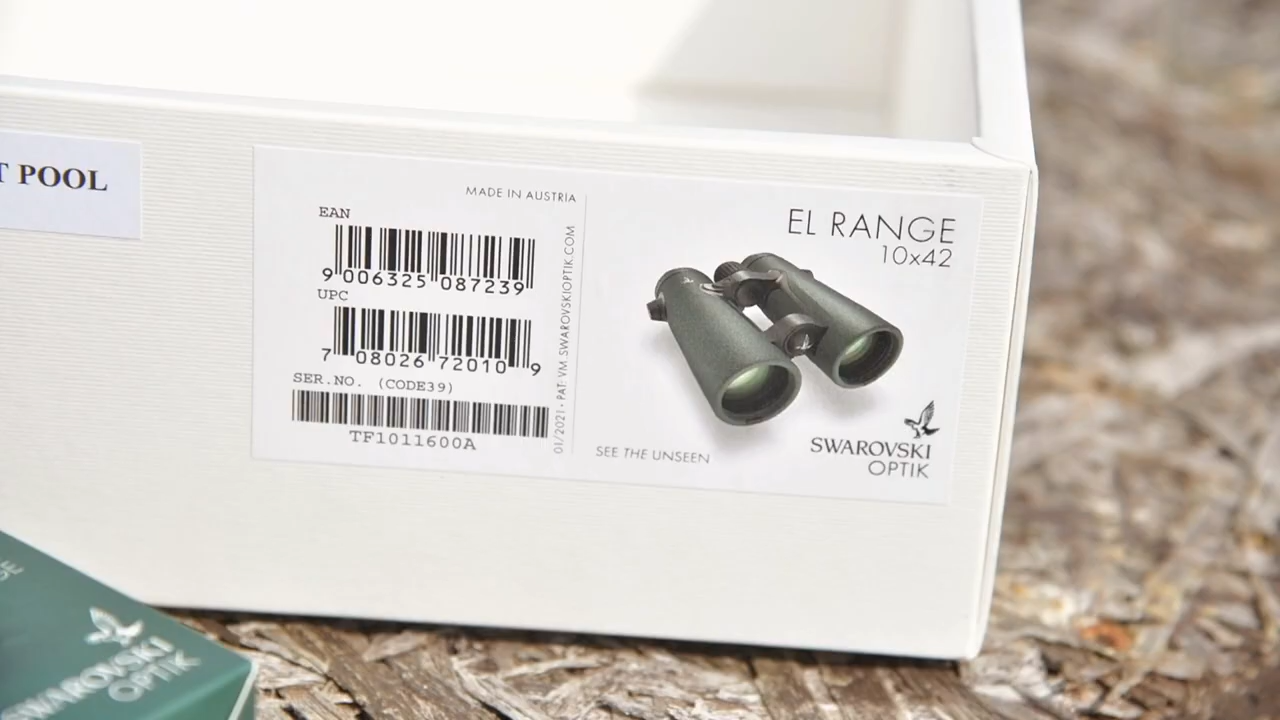 T POOL
MADE IN AUSTRIA
EAN
9 006325 087239
UPC
7 08026 72010 9
SER.NO. (CODE39)
TF1011600A
01/2021 • PAT: VM.SWAROVSKIOPTIK.COM
EL RANGE
10x42
SEE THE UNSEEN
SWAROVSKI
OPTIK
GE
SWAROVSKI
OPTIK